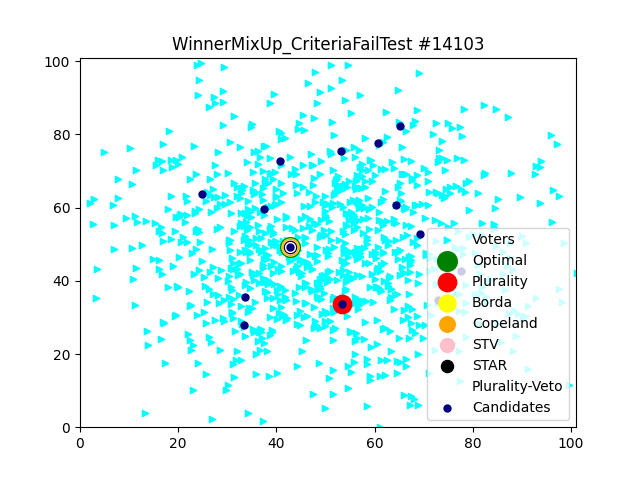 WinnerMixUp_CriteriaFailTest #14103
100
80
60
40
20
0
0
20
40
60
80
100
Voters
Optimal
Plurality
Borda
Copeland
STV
STAR
Plurality-Veto
Candidates